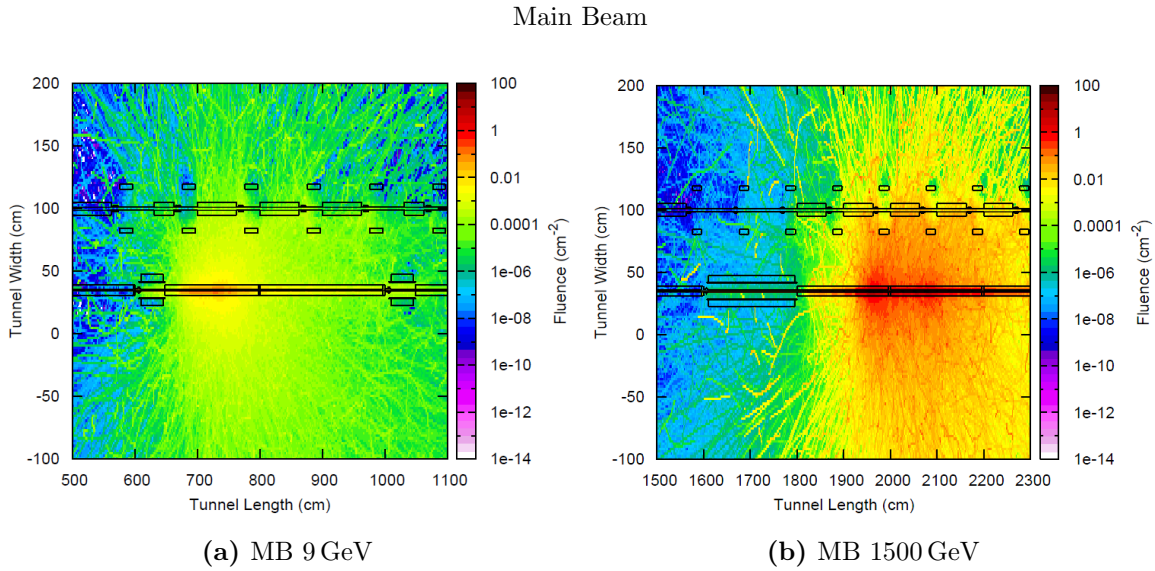 Main Beam
200
150
100
50
0
-50
-100
500 600 700 800 900 1000 1100
Tunnel Width (cm)
Tunnel Length (cm)
100
1
0.01
0.0001
1e-06
1e-08
1e-10
1e-12
1e-14
Fluence (cm⁻²)
(a) MB 9 GeV
200
150
100
50
0
-50
-100
1500 1600 1700 1800 1900 2000 2100 2200 2300
Tunnel Width (cm)
Tunnel Length (cm)
100
1
0.01
0.0001
1e-06
1e-08
1e-10
1e-12
1e-14
Fluence (cm⁻²)
(b) MB 1500 GeV